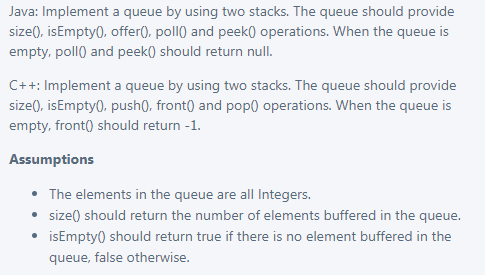 Java: Implement a queue by using two stacks. The queue should provide
size(), isEmpty(), offer(), poll() and peek() operations. When the queue is
empty, poll() and peek() should return null.
C++: Implement a queue by using two stacks. The queue should provide
size(), isEmpty(), push(), front() and pop() operations. When the queue is
empty, front() should return -1.
Assumptions
• The elements in the queue are all Integers.
• size() should return the number of elements buffered in the queue.
• isEmpty() should return true if there is no element buffered in the
queue, false otherwise.